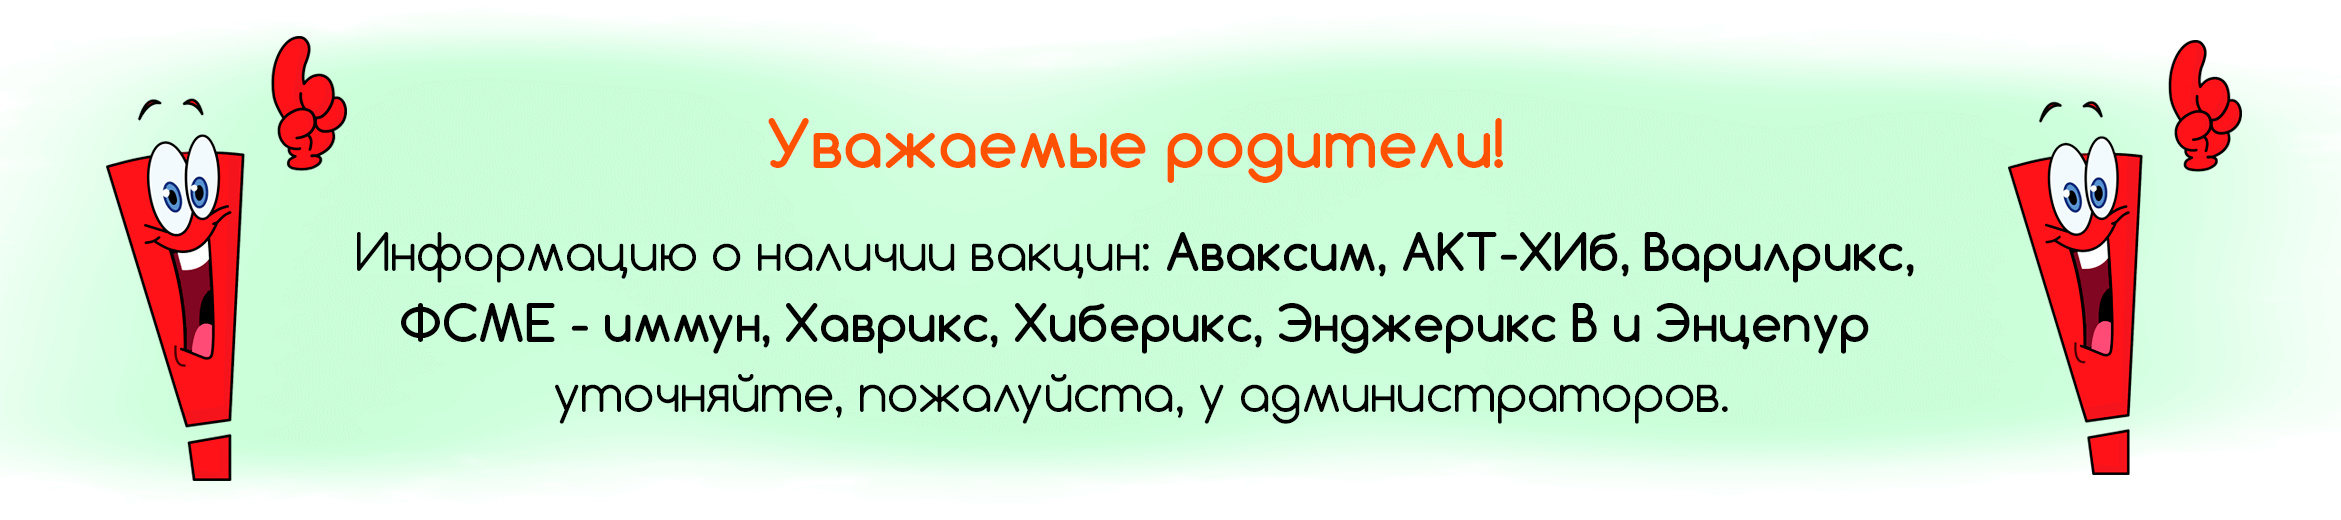 Уважаемые родители!
Информацию о наличии вакцин: Аваксим, АКТ-ХИб, Варилрикс,
ФСМЕ - иммун, Хаврикс, Хиберикс, Энджерикс В и Энцепур
уточняйте, пожалуйста, у администраторов.